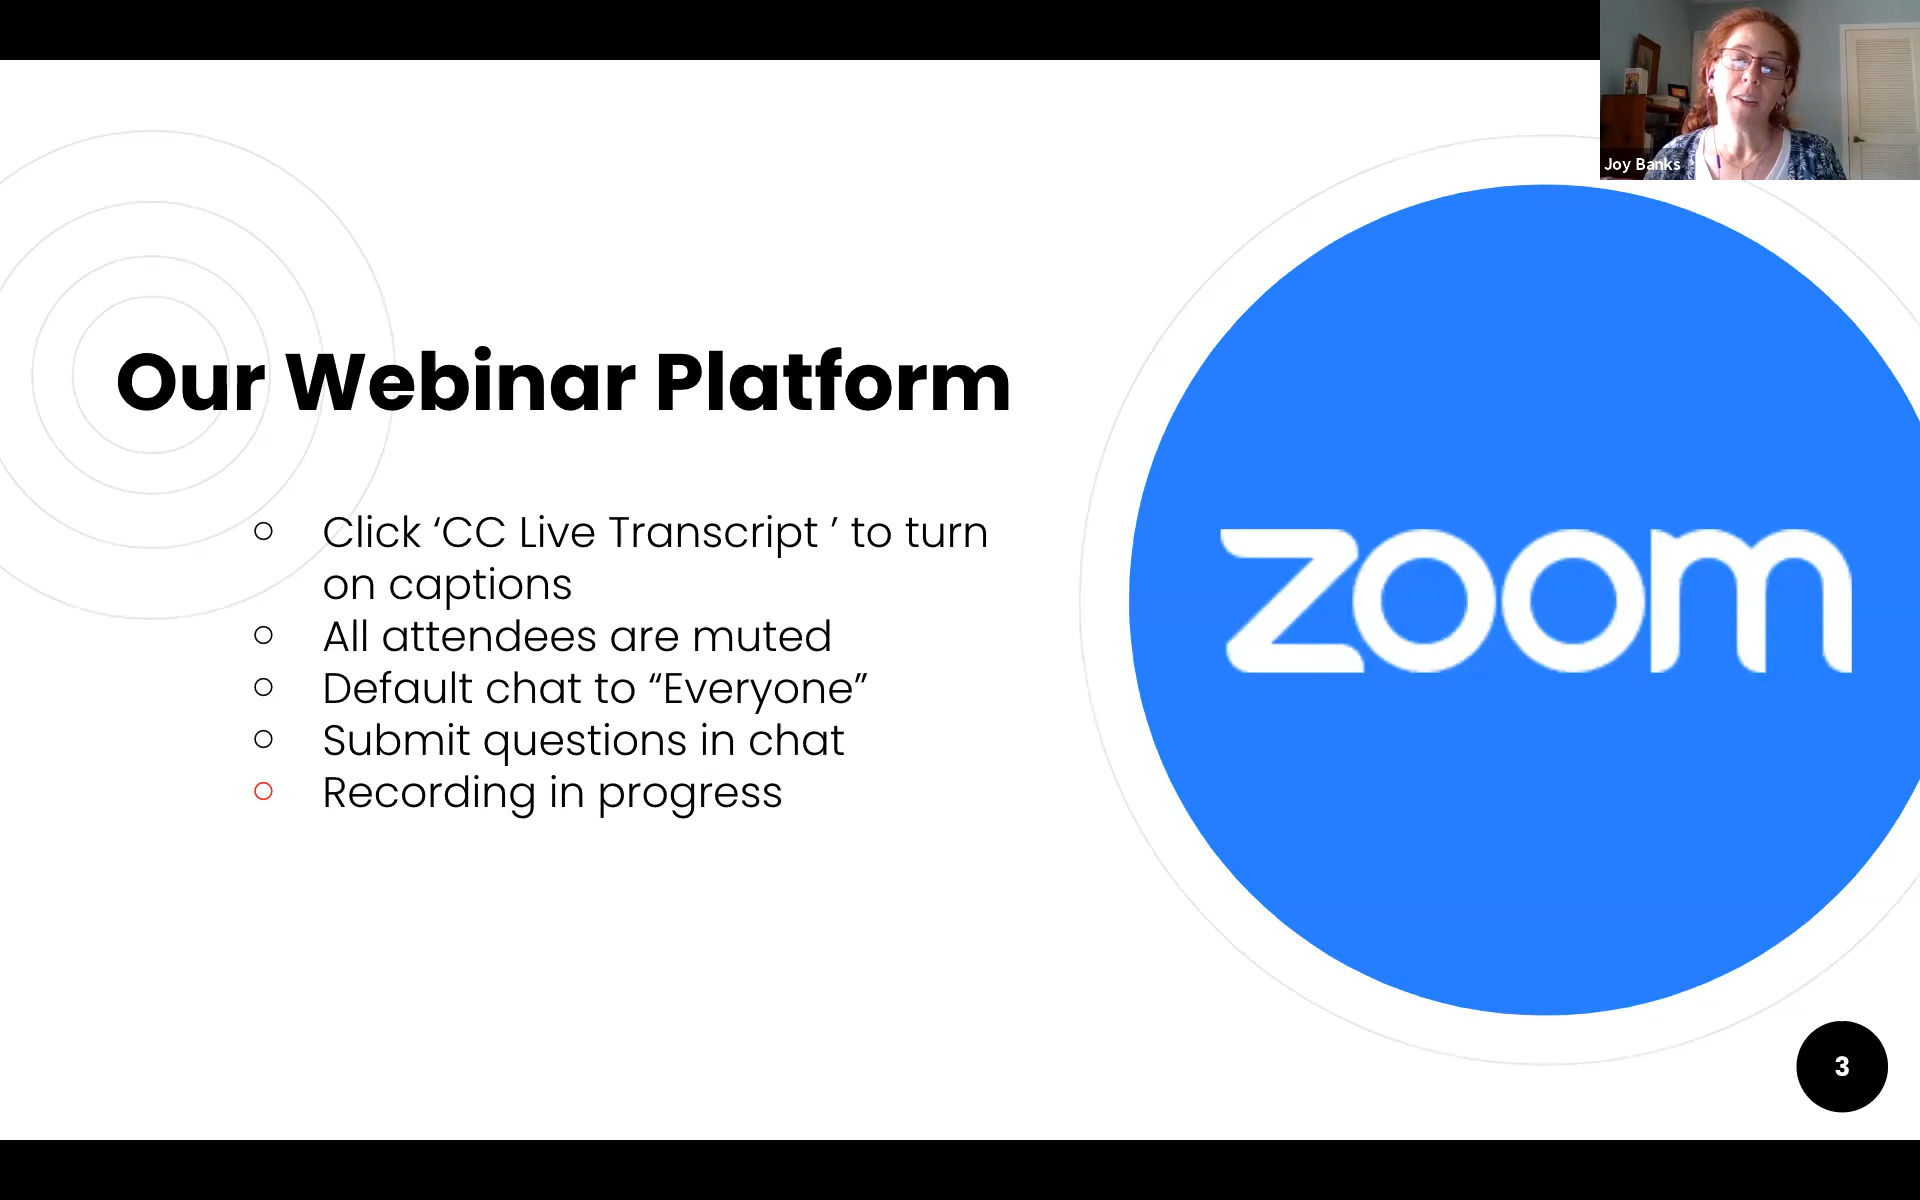 Joy Banks
Our Webinar Platform
Click ‘CC Live Transcript ’ to turn
on captions
All attendees are muted
Default chat to “Everyone”
Submit questions in chat
Recording in progress
zoom
3